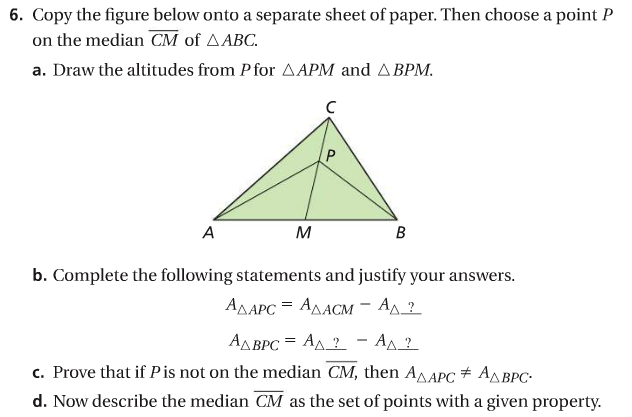 6. Copy the figure below onto a separate sheet of paper. Then choose a point P
on the median CM of △ABC.
a. Draw the altitudes from P for △APM and △BPM.
C
P
A
M
B
b. Complete the following statements and justify your answers.
A△APC = A△ACM − A△ ?
A△BPC = A△ ? − A△ ?
c. Prove that if P is not on the median CM, then A△APC ≠ A△BPC.
d. Now describe the median CM as the set of points with a given property.